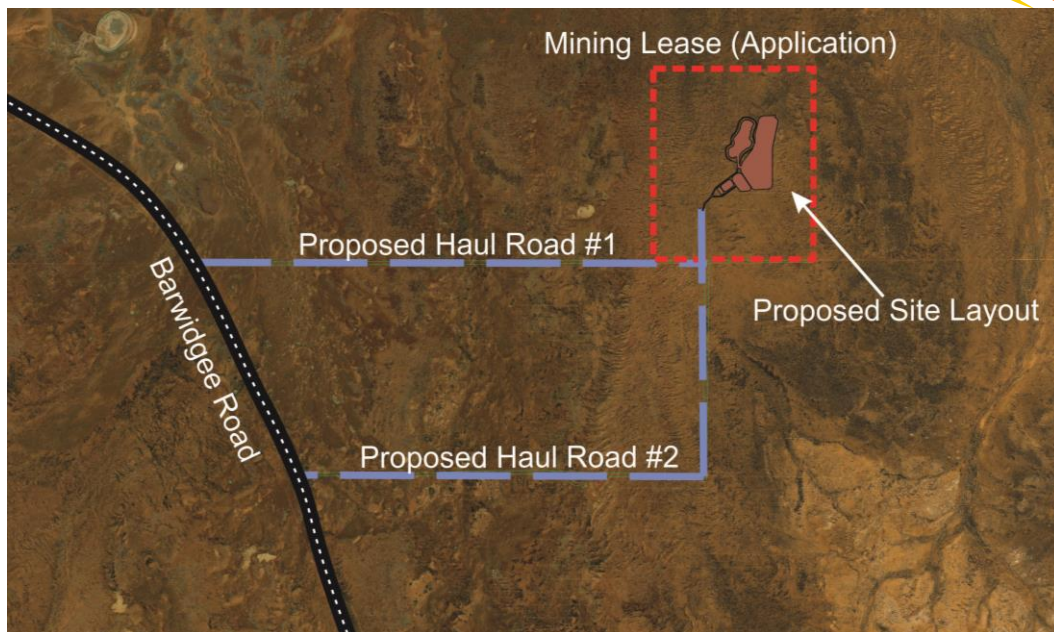 Mining Lease (Application)
Proposed Haul Road #1
Barwidgee Road
Proposed Site Layout
Proposed Haul Road #2